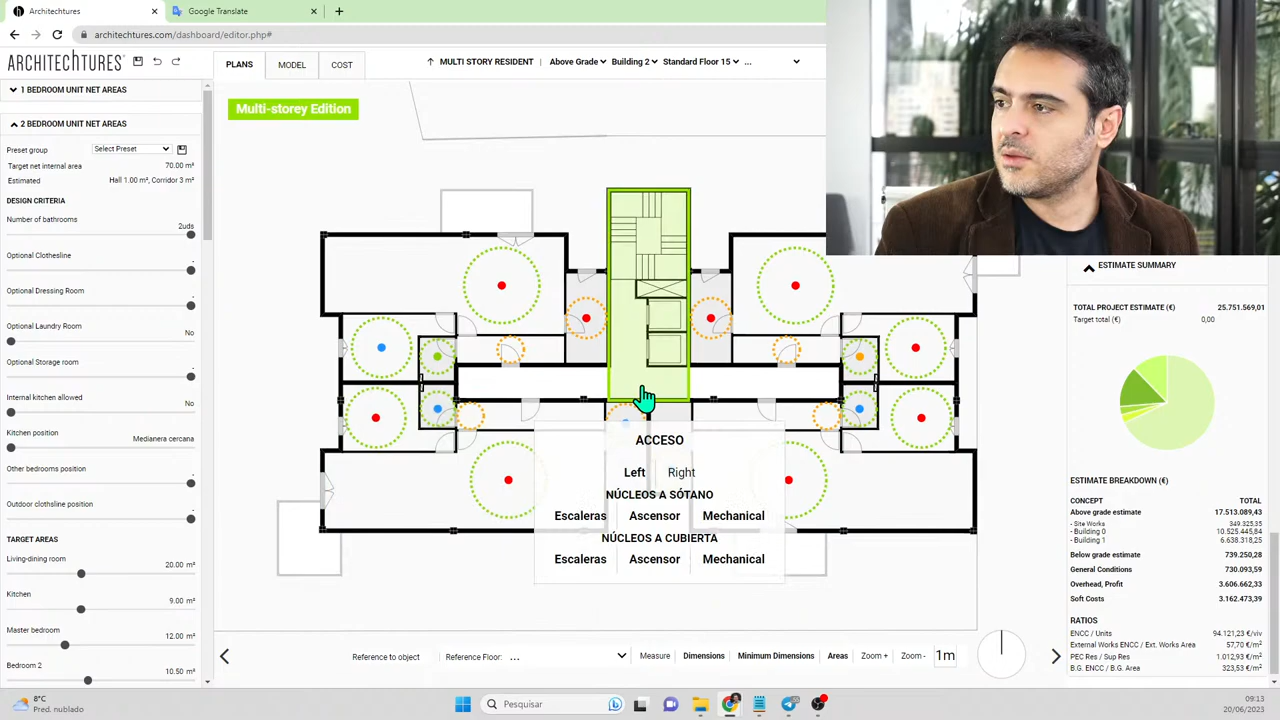 Architechtures
Google Translate
architechtures.com/dashboard/editor.php#
ARCHITECHTURES
PLANS
MODEL
COST
MULTI STORY RESIDENT
Above Grade
Building 2
Standard Floor 15
...
1 BEDROOM UNIT NET AREAS
Multi-storey Edition
2 BEDROOM UNIT NET AREAS
Preset group
Select Preset
Target net internal area
70.00 m²
Estimated
Hall 1.00 m², Corridor 3 m²
DESIGN CRITERIA
Number of bathrooms
2uds
Optional Clothesline
-
Optional Dressing Room
-
Optional Laundry Room
No
Optional Storage room
-
Internal kitchen allowed
No
Kitchen position
Medianera cercana
Other bedrooms position
-
Outdoor clothsline position
-
TARGET AREAS
Living-dining room
20.00 m²
Kitchen
9.00 m²
Master bedroom
12.00 m²
Bedroom 2
10.50 m²
ACCESO
Left
Right
NÚCLEOS A SÓTANO
Escaleras
Ascensor
Mechanical
NÚCLEOS A CUBIERTA
Escaleras
Ascensor
Mechanical
Reference to object
Reference Floor:
...
Measure
Dimensions
Minimum Dimensions
Areas
Zoom +
Zoom -
1m
ESTIMATE SUMMARY
TOTAL PROJECT ESTIMATE (€)
25.751.569,01
Target total (€)
0,00
ESTIMATE BREAKDOWN (€)
CONCEPT
TOTAL
Above grade estimate
17.513.089,43
- Site Works
349.325,35
- Building 0
10.525.445,84
- Building 1
6.638.318,25
Below grade estimate
739.250,28
General Conditions
730.093,59
Overhead, Profit
3.606.662,33
Soft Costs
3.162.473,39
RATIOS
ENCC / Units
94.121,23 €/viv
External Works ENCC / Ext. Works Area
57,70 €/m²
PEC Res / Sup Res
1.012,93 €/m²
B.G. ENCC / B.G. Area
323,53 €/m²
8°C
Pred. nublado
Pesquisar
09:13
20/06/2023